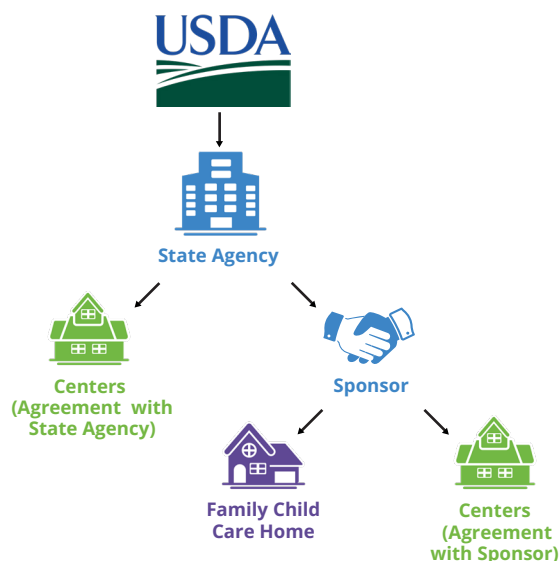 USDA
State Agency
Centers
(Agreement with
State Agency)
Sponsor
Family Child
Care Home
Centers
(Agreement
with Sponsor)